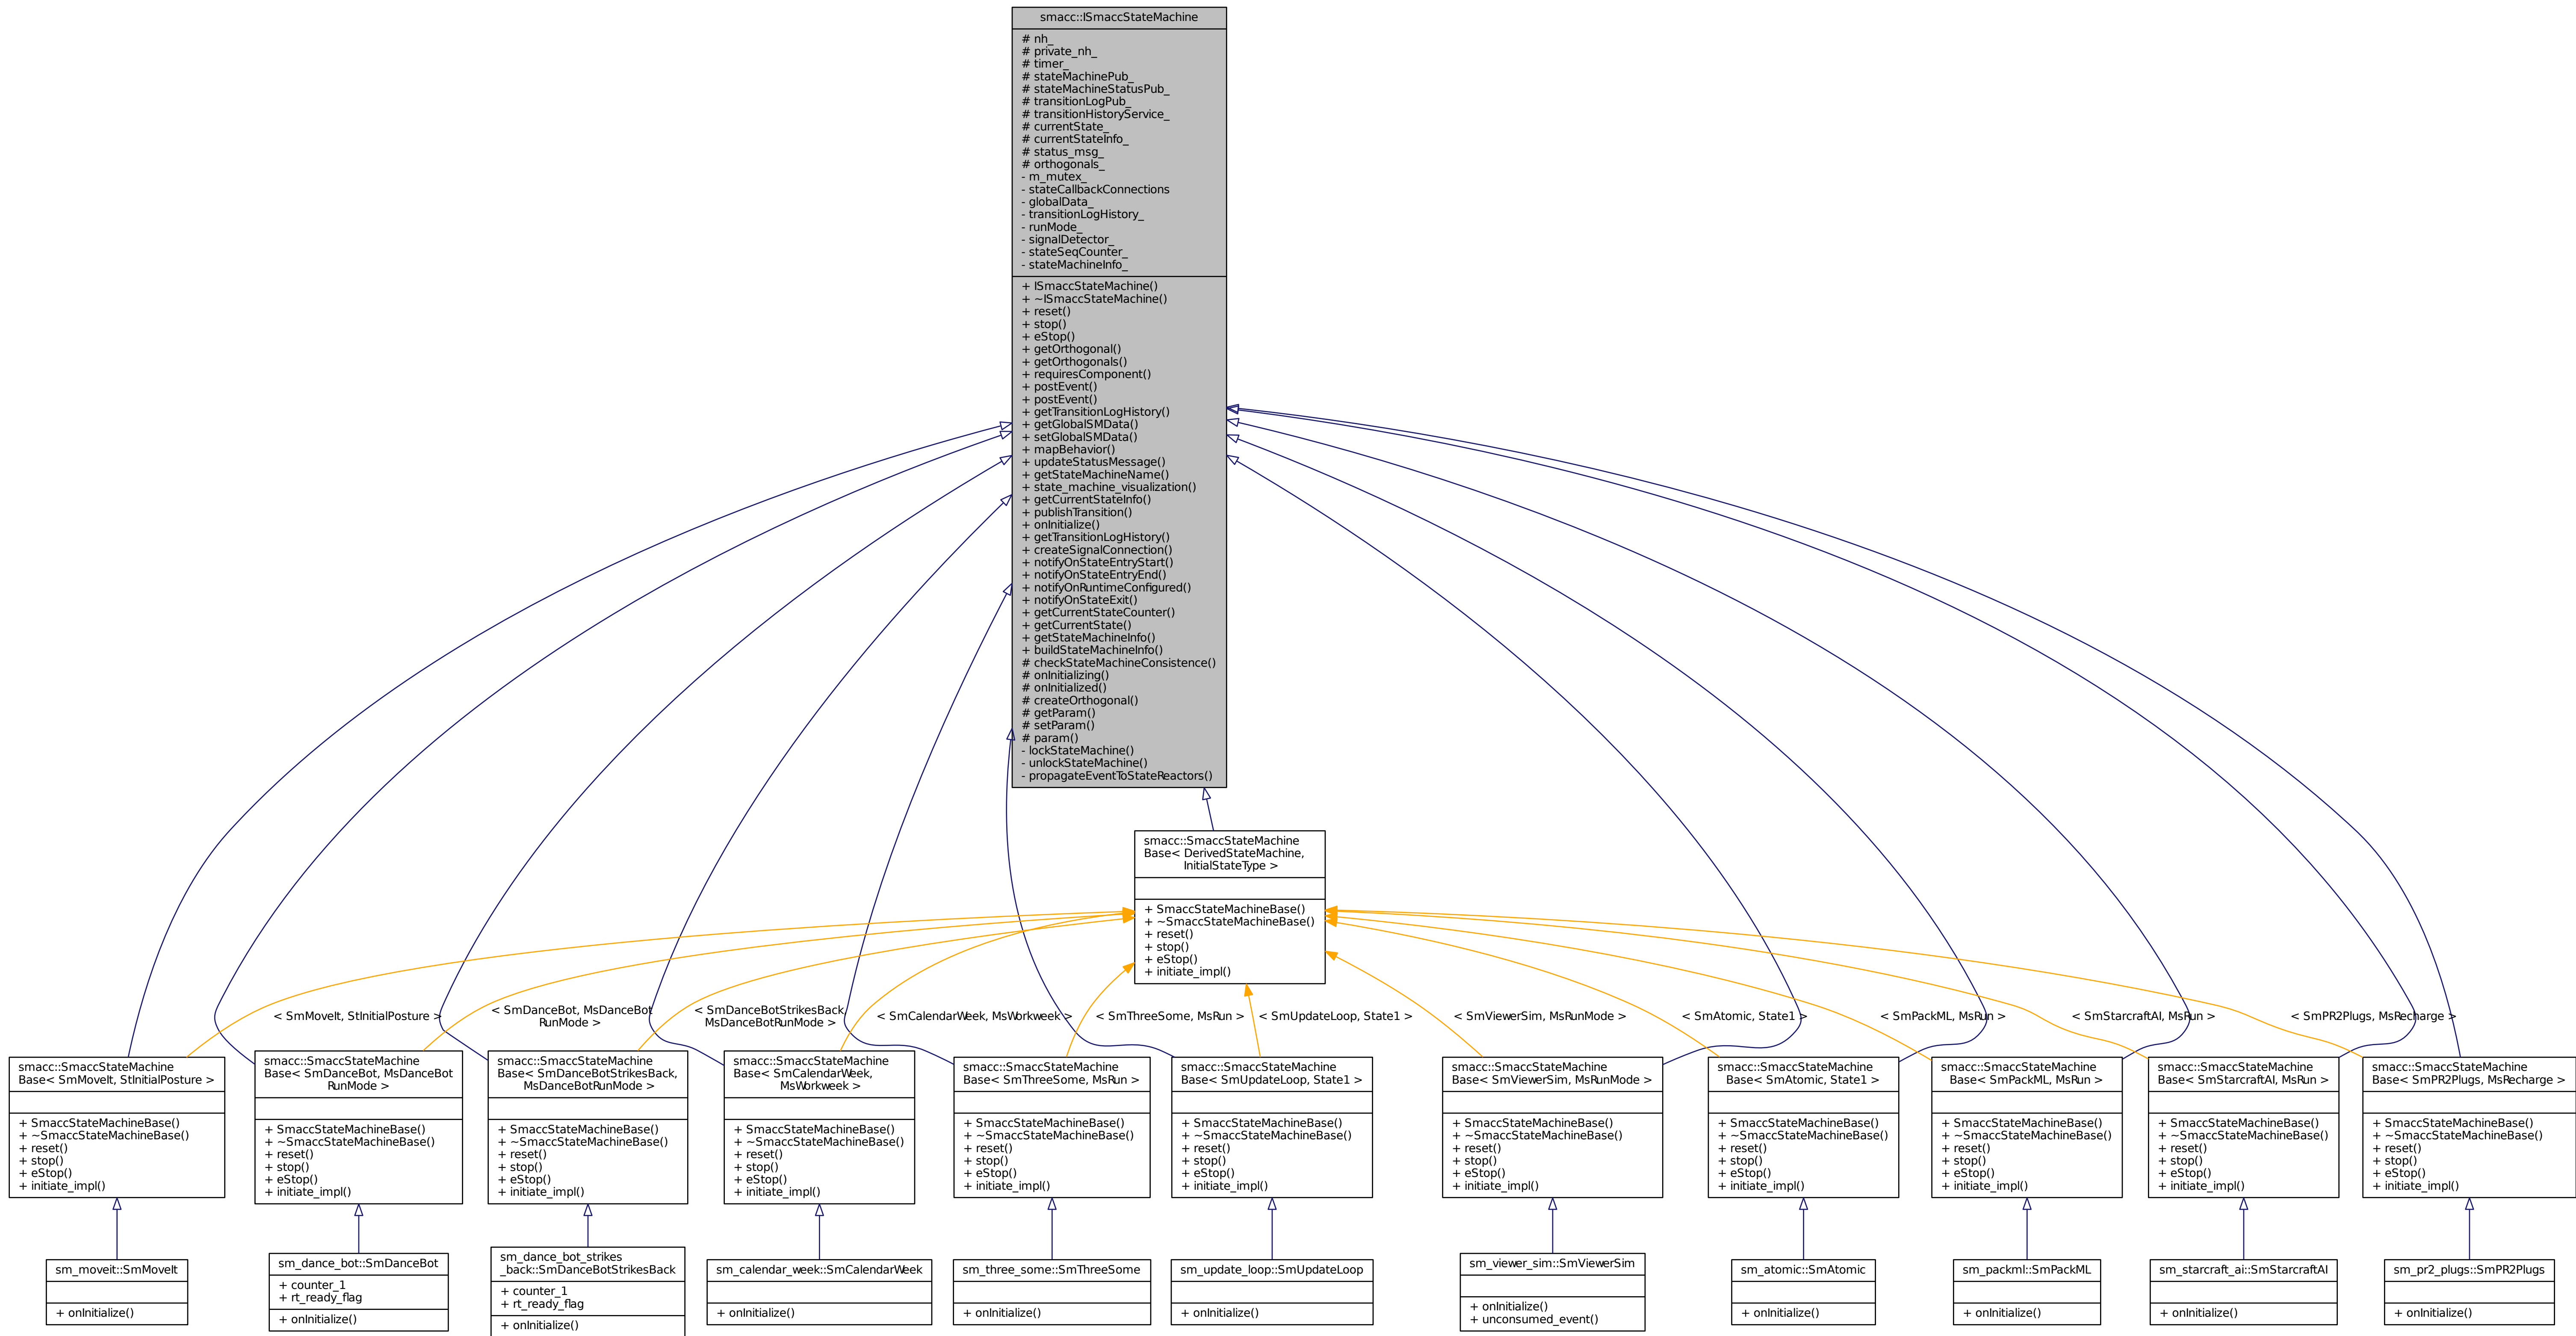 smacc::ISmaccStateMachine
# nh_
# private_nh_
# timer_
# stateMachinePub_
# stateMachineStatusPub_
# transitionLogPub_
# transitionHistoryService_
# currentState_
# currentStateInfo_
# status_msg_
# orthogonals_
- m_mutex_
- stateCallbackConnections
- globalData_
- transitionLogHistory_
- runMode_
- signalDetector_
- stateSeqCounter_
- stateMachineInfo_
+ ISmaccStateMachine()
+ ~ISmaccStateMachine()
+ reset()
+ stop()
+ eStop()
+ getOrthogonal()
+ getOrthogonals()
+ requiresComponent()
+ postEvent()
+ postEvent()
+ getTransitionLogHistory()
+ getGlobalSMData()
+ setGlobalSMData()
+ mapBehavior()
+ updateStatusMessage()
+ getStateMachineName()
+ state_machine_visualization()
+ getCurrentStateInfo()
+ publishTransition()
+ onInitialize()
+ getTransitionLogHistory()
+ createSignalConnection()
+ notifyOnStateEntryStart()
+ notifyOnStateEntryEnd()
+ notifyOnRuntimeConfigured()
+ notifyOnStateExit()
+ getCurrentStateCounter()
+ getCurrentState()
+ getStateMachineInfo()
+ buildStateMachineInfo()
# checkStateMachineConsistence()
# onInitializing()
# onInitialized()
# createOrthogonal()
# getParam()
# setParam()
# param()
- lockStateMachine()
- unlockStateMachine()
- propagateEventToStateReactors()
smacc::SmaccStateMachine
Base< DerivedStateMachine,
InitialStateType >
+ SmaccStateMachineBase()
+ ~SmaccStateMachineBase()
+ reset()
+ stop()
+ eStop()
+ initiate_impl()
< SmMoveIt, StInitialPosture >
< SmDanceBot, MsDanceBot
RunMode >
< SmDanceBotStrikesBack,
MsDanceBotRunMode >
< SmCalendarWeek, MsWorkweek >
< SmThreeSome, MsRun >
< SmUpdateLoop, State1 >
< SmViewerSim, MsRunMode >
< SmAtomic, State1 >
< SmPackML, MsRun >
< SmStarcraftAI, MsRun >
< SmPR2Plugs, MsRecharge >
smacc::SmaccStateMachine
Base< SmMoveIt, StInitialPosture >
+ SmaccStateMachineBase()
+ ~SmaccStateMachineBase()
+ reset()
+ stop()
+ eStop()
+ initiate_impl()
smacc::SmaccStateMachine
Base< SmDanceBot, MsDanceBot
RunMode >
+ SmaccStateMachineBase()
+ ~SmaccStateMachineBase()
+ reset()
+ stop()
+ eStop()
+ initiate_impl()
smacc::SmaccStateMachine
Base< SmDanceBotStrikesBack,
MsDanceBotRunMode >
+ SmaccStateMachineBase()
+ ~SmaccStateMachineBase()
+ reset()
+ stop()
+ eStop()
+ initiate_impl()
smacc::SmaccStateMachine
Base< SmCalendarWeek,
MsWorkweek >
+ SmaccStateMachineBase()
+ ~SmaccStateMachineBase()
+ reset()
+ stop()
+ eStop()
+ initiate_impl()
smacc::SmaccStateMachine
Base< SmThreeSome, MsRun >
+ SmaccStateMachineBase()
+ ~SmaccStateMachineBase()
+ reset()
+ stop()
+ eStop()
+ initiate_impl()
smacc::SmaccStateMachine
Base< SmUpdateLoop, State1 >
+ SmaccStateMachineBase()
+ ~SmaccStateMachineBase()
+ reset()
+ stop()
+ eStop()
+ initiate_impl()
smacc::SmaccStateMachine
Base< SmViewerSim, MsRunMode >
+ SmaccStateMachineBase()
+ ~SmaccStateMachineBase()
+ reset()
+ stop()
+ eStop()
+ initiate_impl()
smacc::SmaccStateMachine
Base< SmAtomic, State1 >
+ SmaccStateMachineBase()
+ ~SmaccStateMachineBase()
+ reset()
+ stop()
+ eStop()
+ initiate_impl()
smacc::SmaccStateMachine
Base< SmPackML, MsRun >
+ SmaccStateMachineBase()
+ ~SmaccStateMachineBase()
+ reset()
+ stop()
+ eStop()
+ initiate_impl()
smacc::SmaccStateMachine
Base< SmStarcraftAI, MsRun >
+ SmaccStateMachineBase()
+ ~SmaccStateMachineBase()
+ reset()
+ stop()
+ eStop()
+ initiate_impl()
smacc::SmaccStateMachine
Base< SmPR2Plugs, MsRecharge >
+ SmaccStateMachineBase()
+ ~SmaccStateMachineBase()
+ reset()
+ stop()
+ eStop()
+ initiate_impl()
sm_moveit::SmMoveIt
+ onInitialize()
sm_dance_bot::SmDanceBot
+ counter_1
+ rt_ready_flag
+ onInitialize()
sm_dance_bot_strikes
_back::SmDanceBotStrikesBack
+ counter_1
+ rt_ready_flag
+ onInitialize()
sm_calendar_week::SmCalendarWeek
+ onInitialize()
sm_three_some::SmThreeSome
+ onInitialize()
sm_update_loop::SmUpdateLoop
+ onInitialize()
sm_viewer_sim::SmViewerSim
+ onInitialize()
+ unconsumed_event()
sm_atomic::SmAtomic
+ onInitialize()
sm_packml::SmPackML
+ onInitialize()
sm_starcraft_ai::SmStarcraftAI
+ onInitialize()
sm_pr2_plugs::SmPR2Plugs
+ onInitialize()